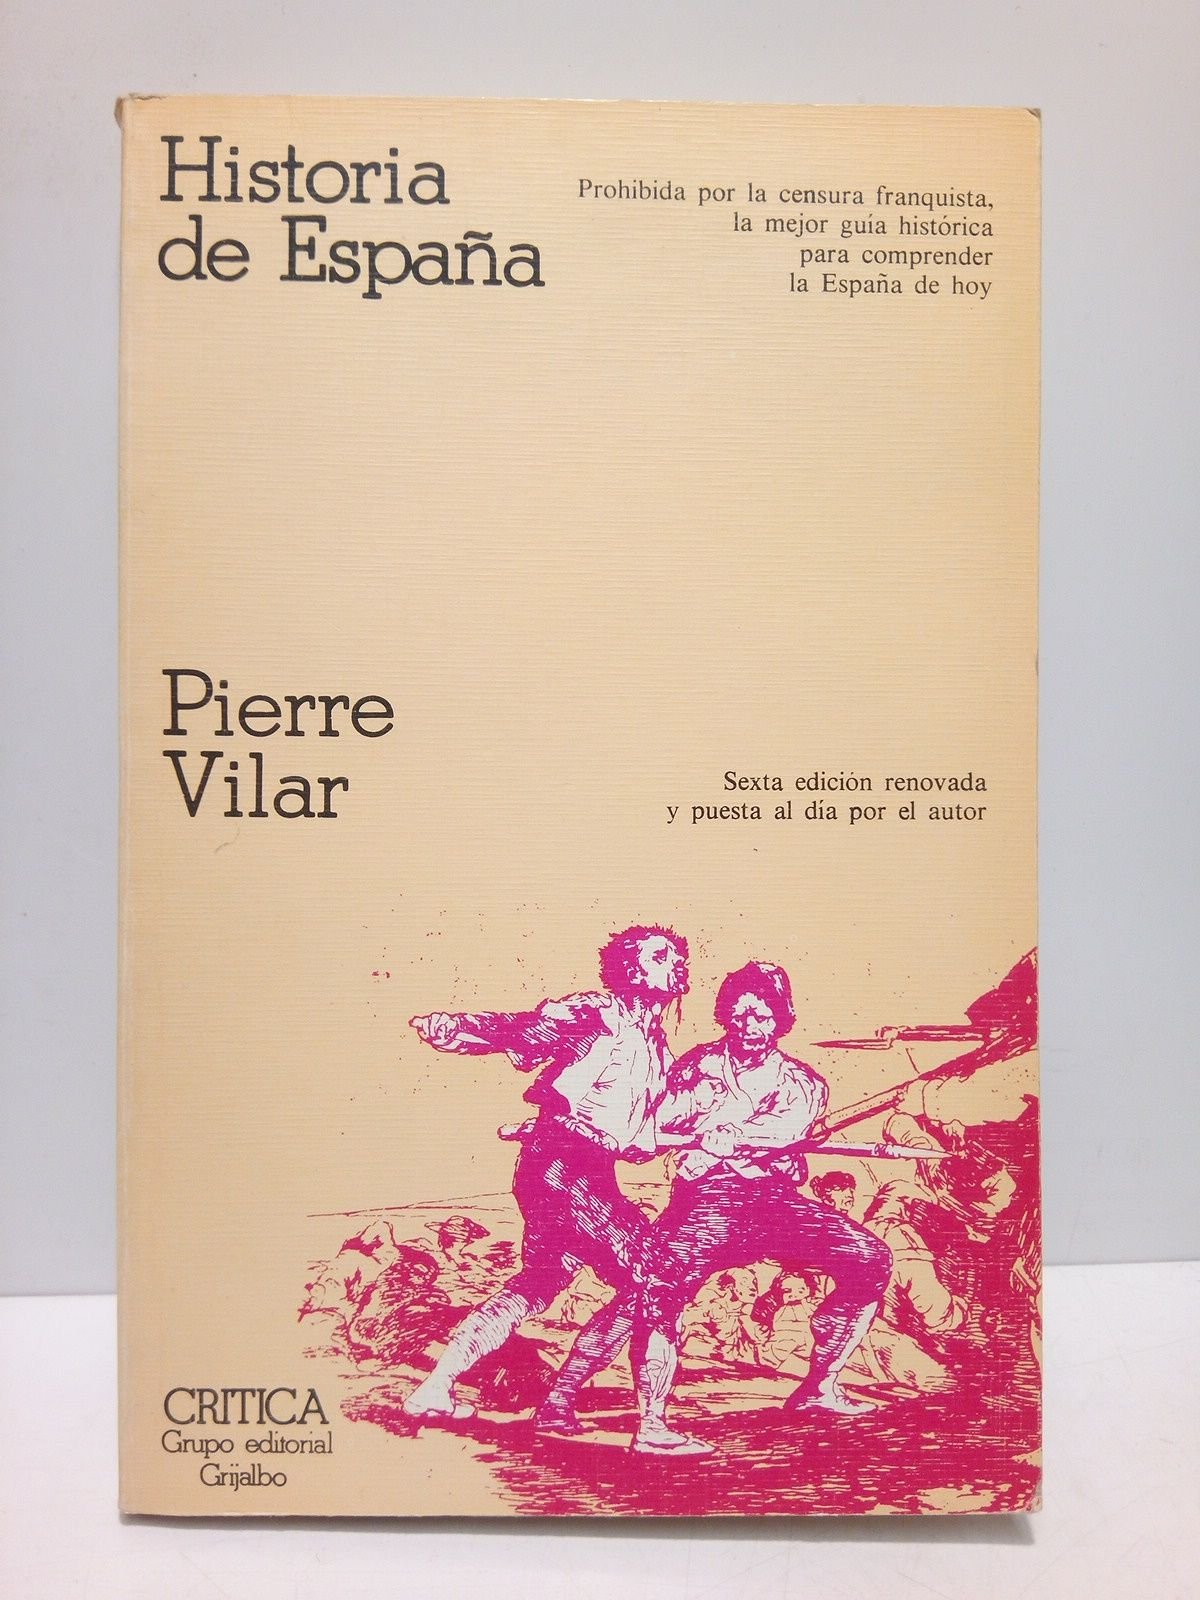 Historia
de España
Prohibida por la censura franquista,
la mejor guía histórica
para comprender
la España de hoy
Pierre
Vilar
Sexta edición renovada
y puesta al día por el autor
CRITICA
Grupo editorial
Grijalbo